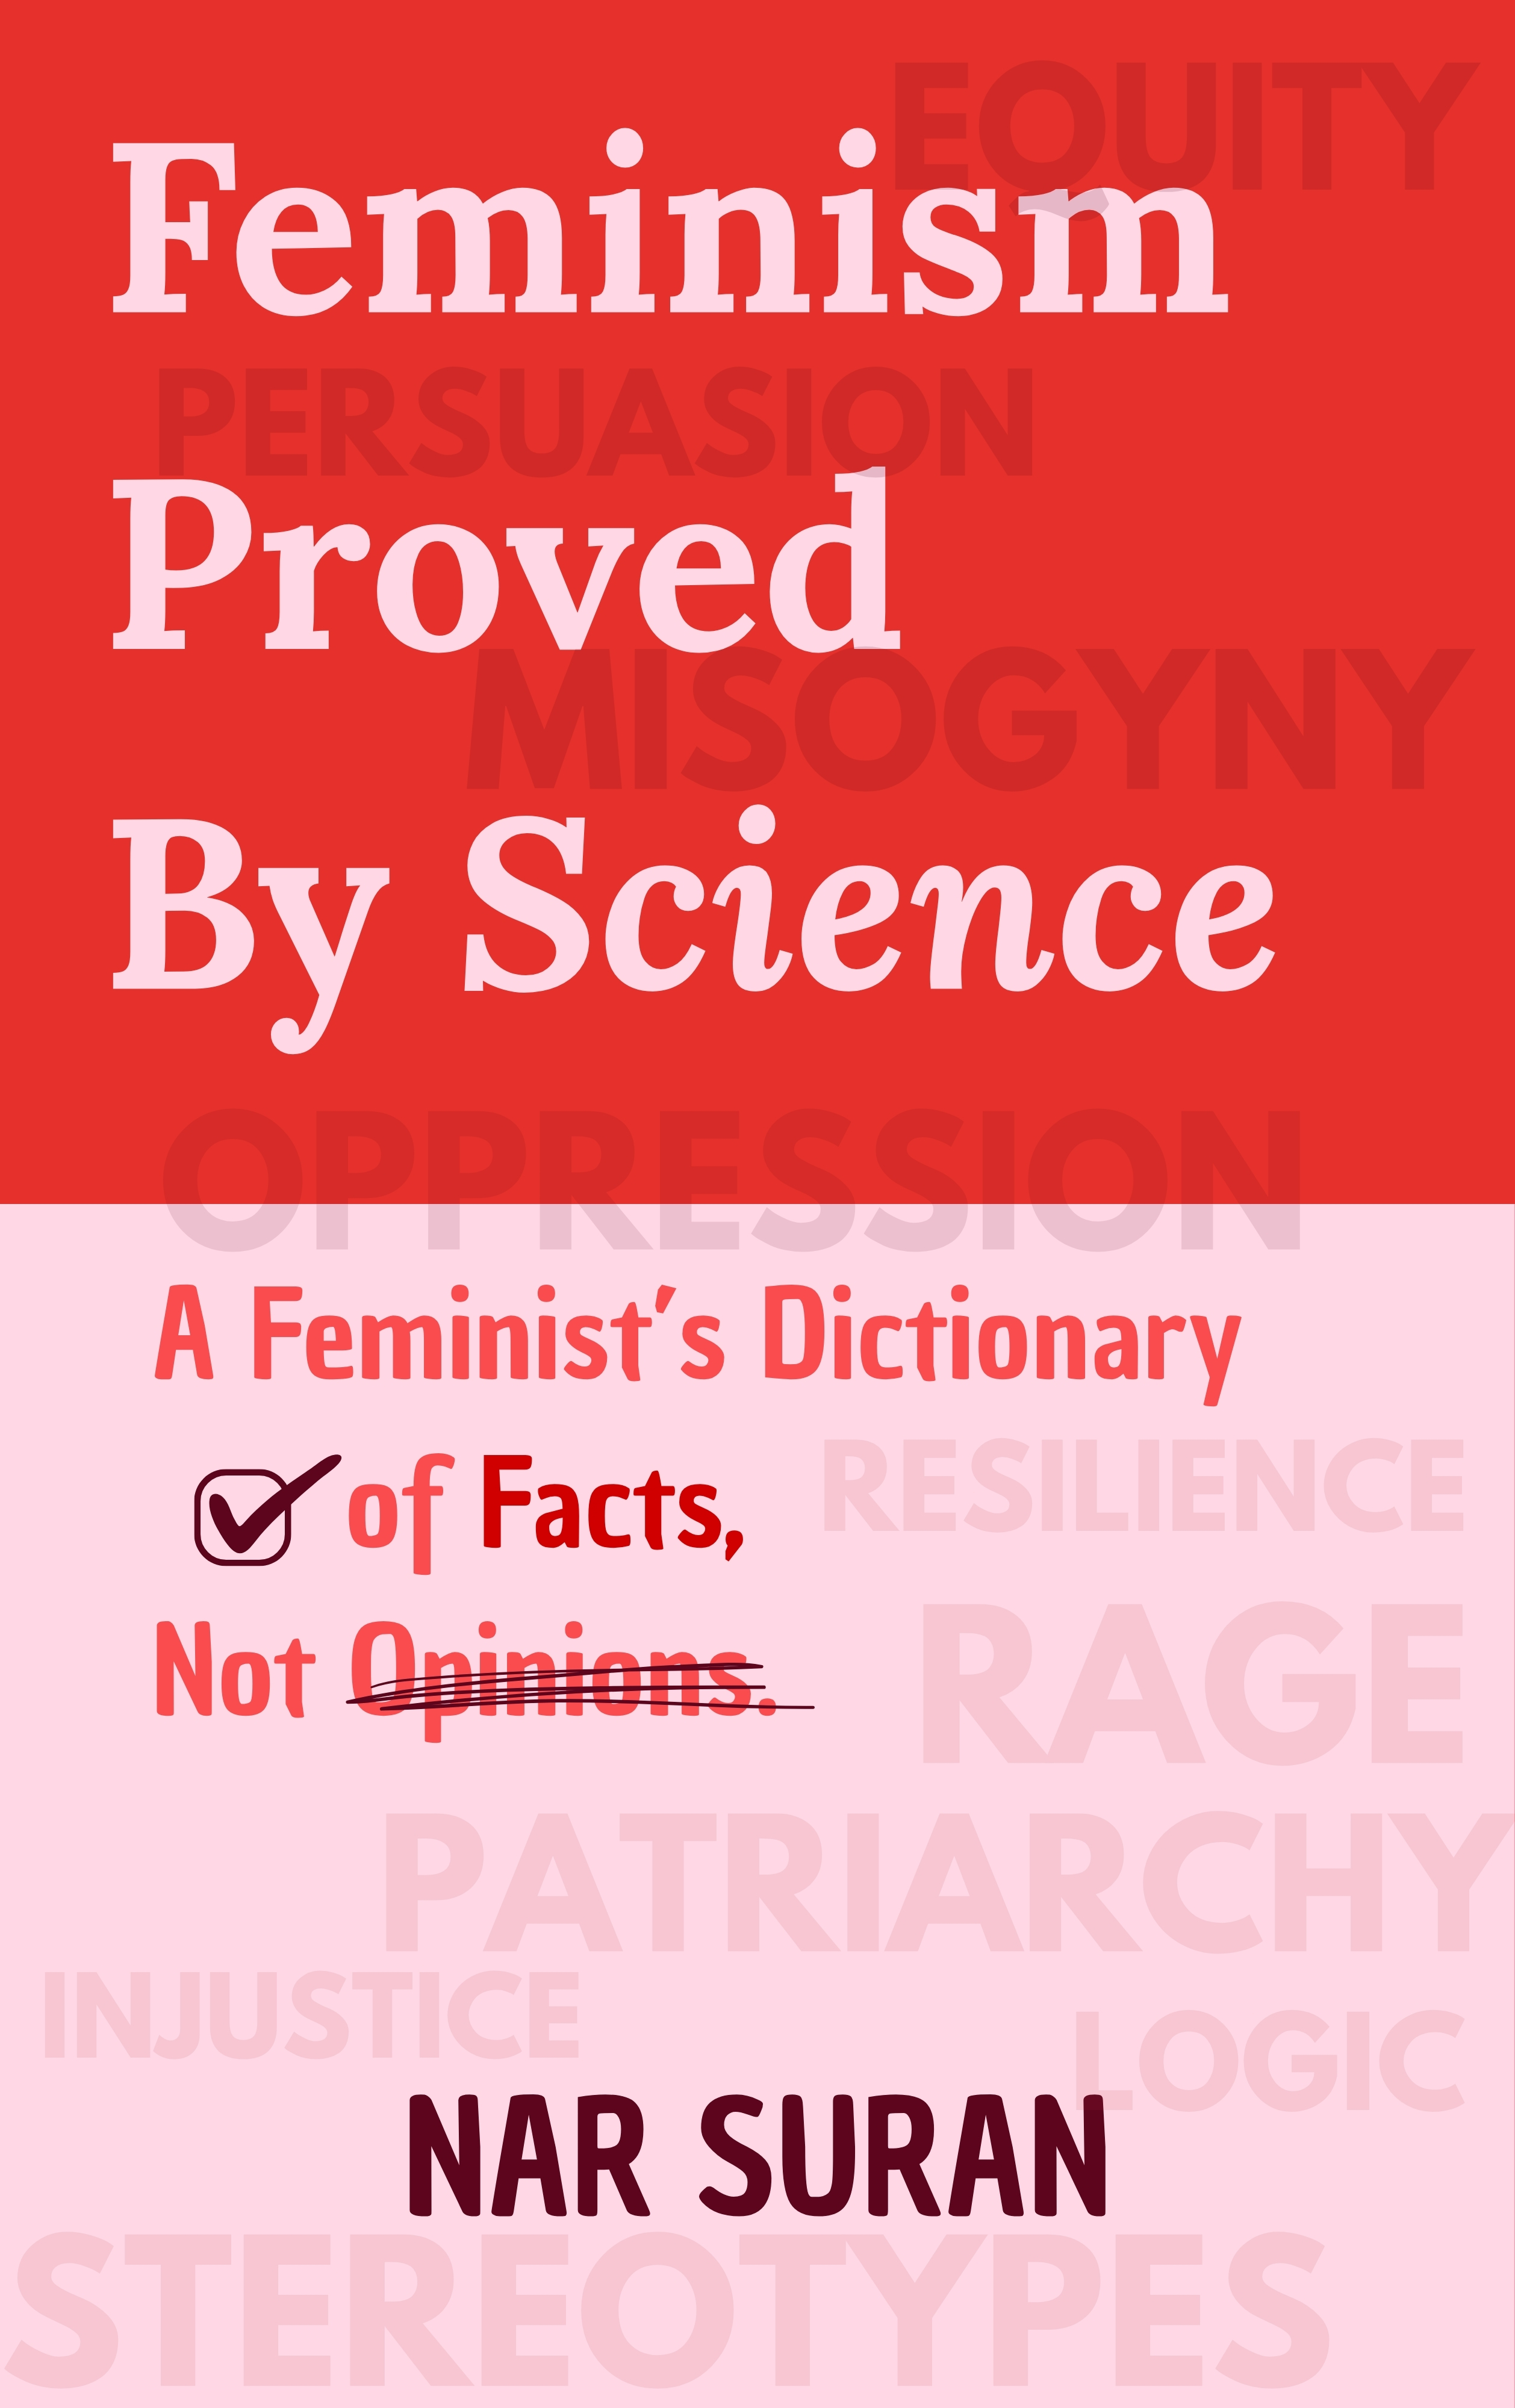 EQUITY
Feminism
PERSUASION
Proved
MISOGYNY
By Science
OPPRESSION
A Feminist's Dictionary
of Facts,
RESILIENCE
Not Opinions.
RAGE
PATRIARCHY
INJUSTICE
LOGIC
NAR SURAN
STEREOTYPES